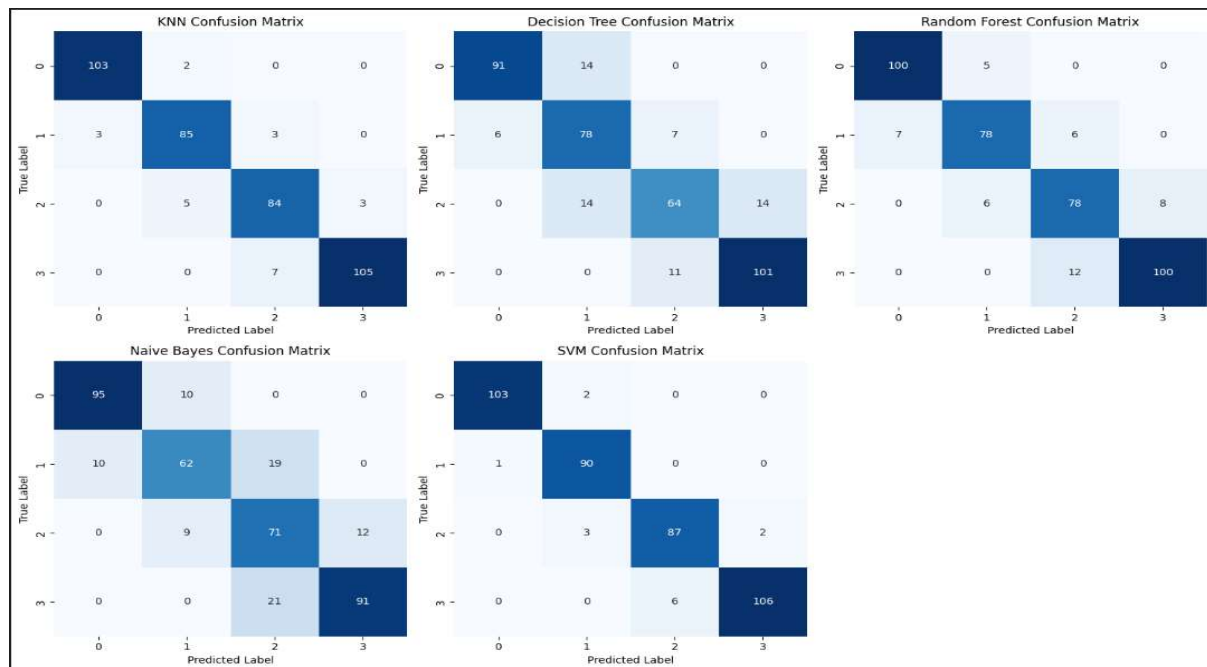 KNN Confusion Matrix
0 103 2 0 0
1 3 85 3 0
2 0 5 84 3
3 0 0 7 105
True Label
0 1 2 3
Predicted Label
Decision Tree Confusion Matrix
0 91 14 0 0
1 6 78 7 0
2 0 14 64 14
3 0 0 11 101
True Label
0 1 2 3
Predicted Label
Random Forest Confusion Matrix
0 100 5 0 0
1 7 78 6 0
2 0 6 78 8
3 0 0 12 100
True Label
0 1 2 3
Predicted Label
Naive Bayes Confusion Matrix
0 95 10 0 0
1 10 62 19 0
2 0 9 71 12
3 0 0 21 91
True Label
0 1 2 3
Predicted Label
SVM Confusion Matrix
0 103 2 0 0
1 1 90 0 0
2 0 3 87 2
3 0 0 6 106
True Label
0 1 2 3
Predicted Label